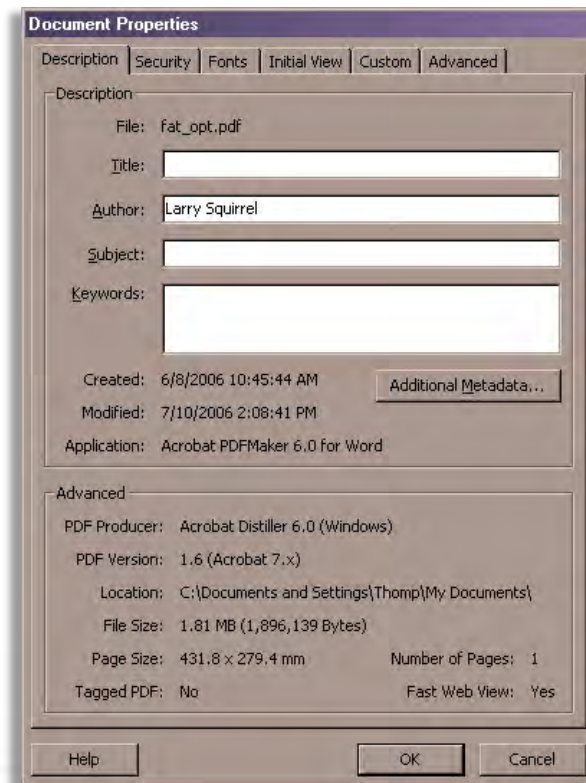 Document Properties
Description Security Fonts Initial View Custom Advanced
Description
File: fat_opt.pdf
Title:
Author: Larry Squirrel
Subject:
Keywords:
Created: 6/8/2006 10:45:44 AM
Additional Metadata...
Modified: 7/10/2006 2:08:41 PM
Application: Acrobat PDFMaker 6.0 for Word
Advanced
PDF Producer: Acrobat Distiller 6.0 (Windows)
PDF Version: 1.6 (Acrobat 7.x)
Location: C:\Documents and Settings\Thomp\My Documents\
File Size: 1.81 MB (1,896,139 Bytes)
Page Size: 431.8 x 279.4 mm Number of Pages: 1
Tagged PDF: No Fast Web View: Yes
Help OK Cancel